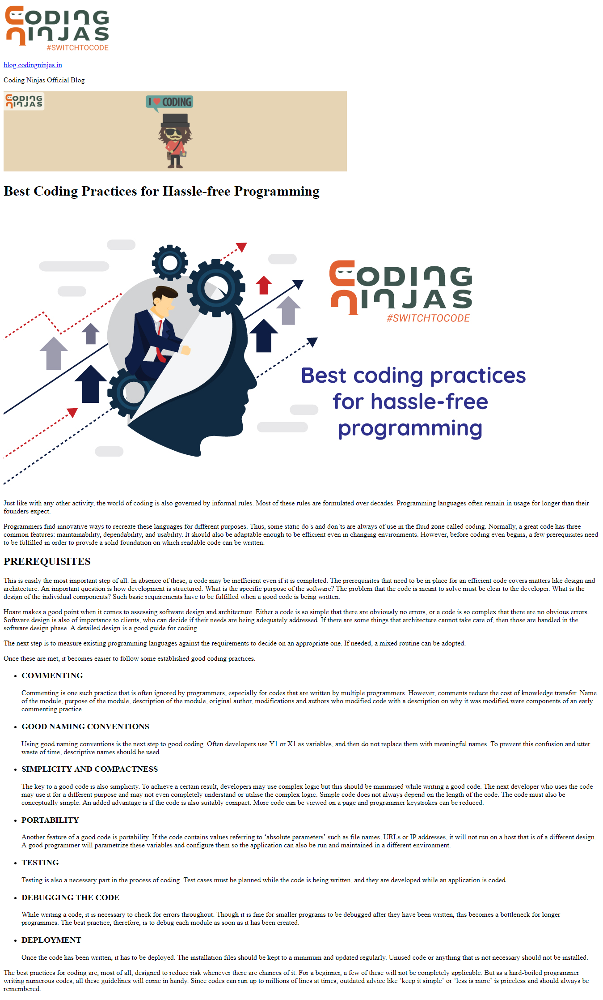 CODING
NINJAS
#SWITCHTOCODE
blog.codingninjas.in
Coding Ninjas Official Blog
CODING
NINJAS
I CODING
Best Coding Practices for Hassle-free Programming
CODING
NINJAS
#SWITCHTOCODE
Best coding practices
for hassle-free
programming
Just like with any other activity, the world of coding is also governed by informal rules. Most of these rules are formulated over decades. Programming languages often remain in usage for longer than their
founders expect.
Programmers find innovative ways to recreate these languages for different purposes. Thus, some static do’s and don’ts are always of use in the fluid zone called coding. Normally, a great code has three
common features: maintainability, dependability, and usability. It should also be adaptable enough to be efficient even in changing environments. However, before coding even begins, a few prerequisites need
to be fulfilled in order to provide a solid foundation on which readable code can be written.
PREREQUISITES
This is easily the most important step of all. In absence of these, a code may be inefficient even if it is completed. The prerequisites that need to be in place for an efficient code covers matters like design and
architecture. An important question is how development is structured. What is the specific purpose of the software? The problem that the code is meant to solve must be clear to the developer. What is the
design of the individual components? Such basic requirements have to be fulfilled when a good code is being written.
Hoare makes a good point when it comes to assessing software design and architecture. Either a code is so simple that there are obviously no errors, or a code is so complex that there are no obvious errors.
Software design is also of importance to clients, who can decide if their needs are being adequately addressed. If there are some things that architecture cannot take care of, then those are handled in the
software design phase. A detailed design is a good guide for coding.
The next step is to measure existing programming languages against the requirements to decide on an appropriate one. If needed, a mixed routine can be adopted.
Once these are met, it becomes easier to follow some established good coding practices.
• COMMENTING
Commenting is one such practice that is often ignored by programmers, especially for codes that are written by multiple programmers. However, comments reduce the cost of knowledge transfer. Name
of the module, purpose of the module, description of the module, original author, modifications and authors who modified code with a description on why it was modified were components of an early
commenting practice.
• GOOD NAMING CONVENTIONS
Using good naming conventions is the next step to good coding. Often developers use Y1 or X1 as variables, and then do not replace them with meaningful names. To prevent this confusion and utter
waste of time, descriptive names should be used.
• SIMPLICITY AND COMPACTNESS
The key to a good code is also simplicity. To achieve a certain result, developers may use complex logic but this should be minimised while writing a good code. The next developer who uses the code
may use it for a different purpose and may not even completely understand or utilise the complex logic. Simple code does not always depend on the length of the code. The code must also be
conceptually simple. An added advantage is if the code is also suitably compact. More code can be viewed on a page and programmer keystrokes can be reduced.
• PORTABILITY
Another feature of a good code is portability. If the code contains values referring to ‘absolute parameters’ such as file names, URLs or IP addresses, it will not run on a host that is of a different design.
A good programmer will parametrize these variables and configure them so the application can also be run and maintained in a different environment.
• TESTING
Testing is also a necessary part in the process of coding. Test cases must be planned while the code is being written, and they are developed while an application is coded.
• DEBUGGING THE CODE
While writing a code, it is necessary to check for errors throughout. Though it is fine for smaller programs to be debugged after they have been written, this becomes a bottleneck for longer
programmes. The best practice, therefore, is to debug each module as soon as it has been created.
• DEPLOYMENT
Once the code has been written, it has to be deployed. The installation files should be kept to a minimum and updated regularly. Unused code or anything that is not necessary should not be installed.
The best practices for coding are, most of all, designed to reduce risk whenever there are chances of it. For a beginner, a few of these will not be completely applicable. But as a hard-boiled programmer
writing numerous codes, all these guidelines will come in handy. Since codes can run up to millions of lines at times, outdated advice like ‘keep it simple’ or ‘less is more’ is priceless and should always be
remembered.